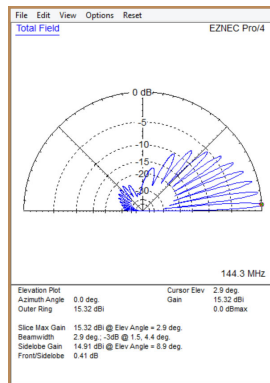 File Edit View Options Reset
Total Field EZNEC Pro/4
0 dB
-5
-10
-15
-20
-30
144.3 MHz
Elevation Plot Cursor Elev 2.9 deg.
Azimuth Angle 0.0 deg. Gain 15.32 dBi
Outer Ring 15.32 dBi 0.0 dBmax
Slice Max Gain 15.32 dBi @ Elev Angle = 2.9 deg.
Beamwidth 2.9 deg.; -3dB @ 1.5, 4.4 deg.
Sidelobe Gain 14.91 dBi @ Elev Angle = 8.9 deg.
Front/Sidelobe 0.41 dB